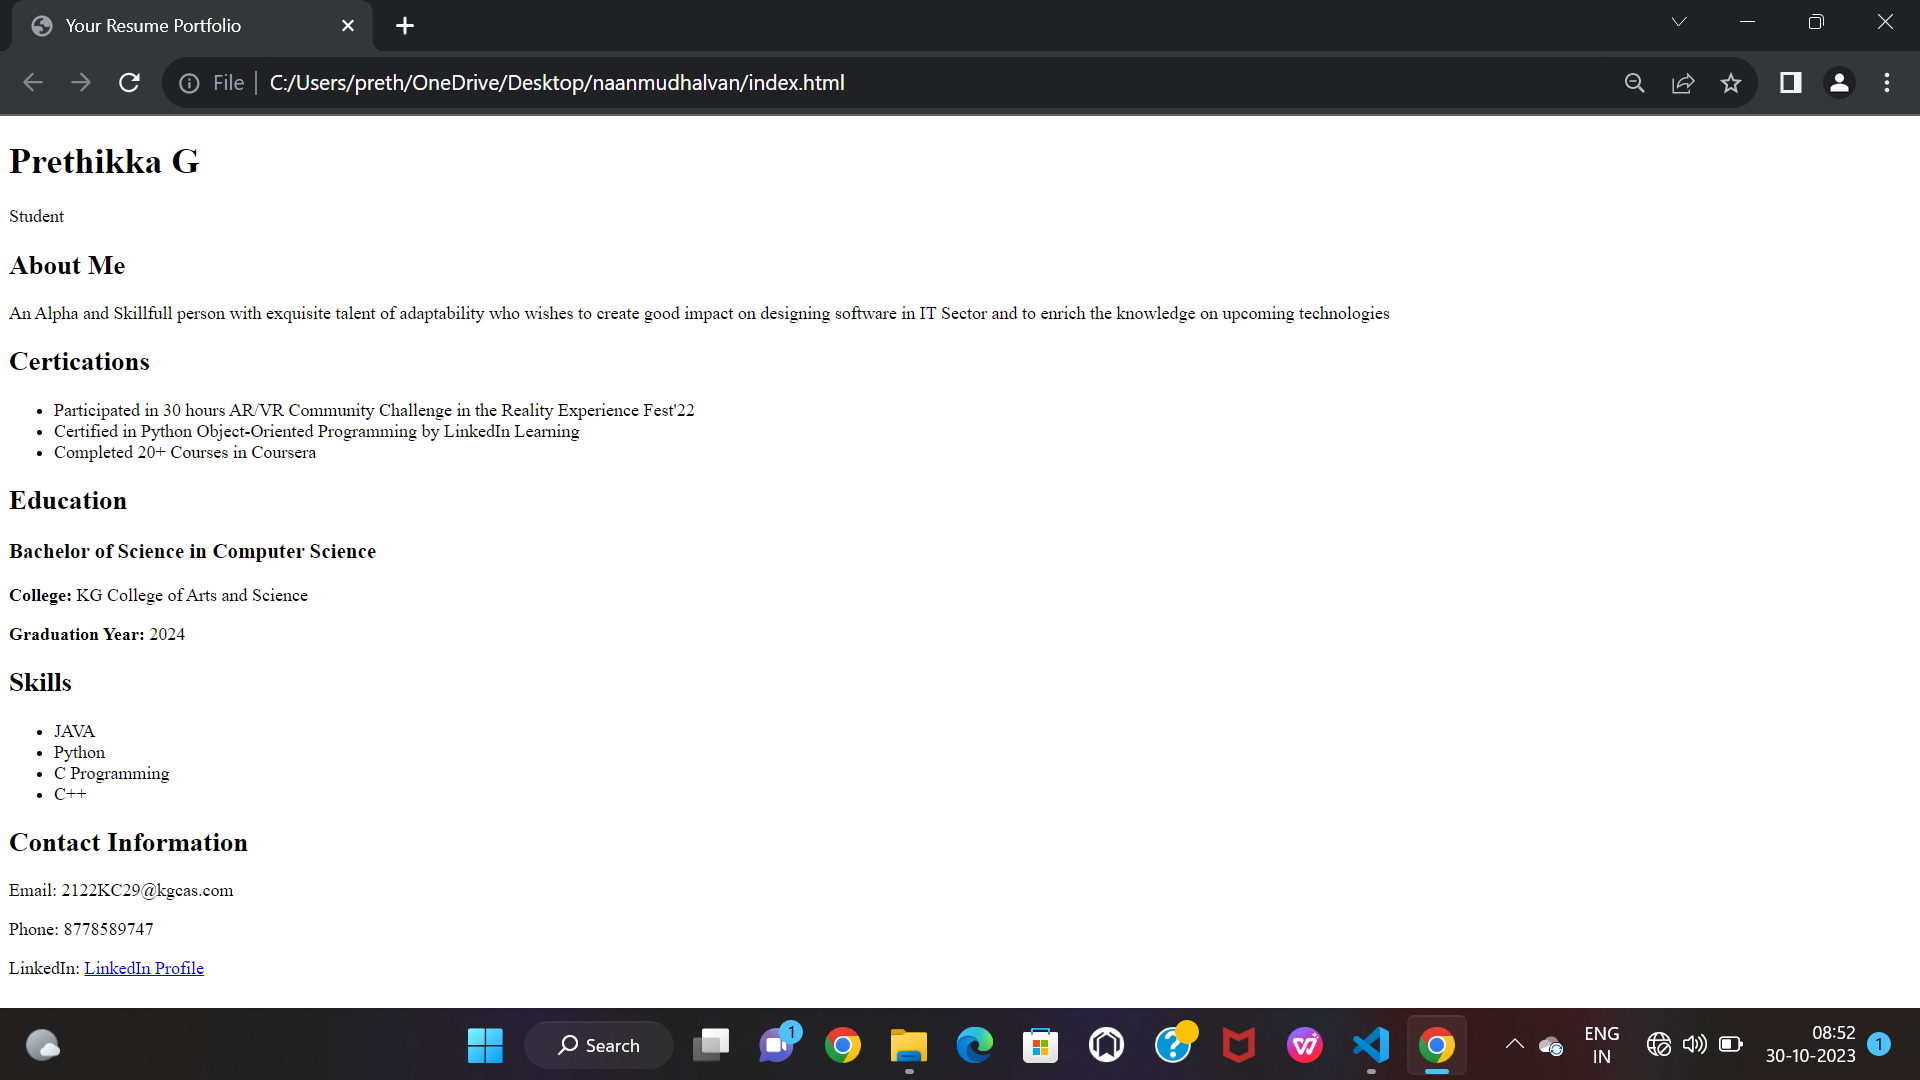 Your Resume Portfolio
File
C:/Users/preth/OneDrive/Desktop/naanmudhalvan/index.html
Prethikka G
Student
About Me
An Alpha and Skillfull person with exquisite talent of adaptability who wishes to create good impact on designing software in IT Sector and to enrich the knowledge on upcoming technologies
Certications
• Participated in 30 hours AR/VR Community Challenge in the Reality Experience Fest'22
• Certified in Python Object-Oriented Programming by LinkedIn Learning
• Completed 20+ Courses in Coursera
Education
Bachelor of Science in Computer Science
College: KG College of Arts and Science
Graduation Year: 2024
Skills
• JAVA
• Python
• C Programming
• C++
Contact Information
Email: 2122KC29@kgcas.com
Phone: 8778589747
LinkedIn: LinkedIn Profile
Search
1
ENG
IN
08:52
30-10-2023
1